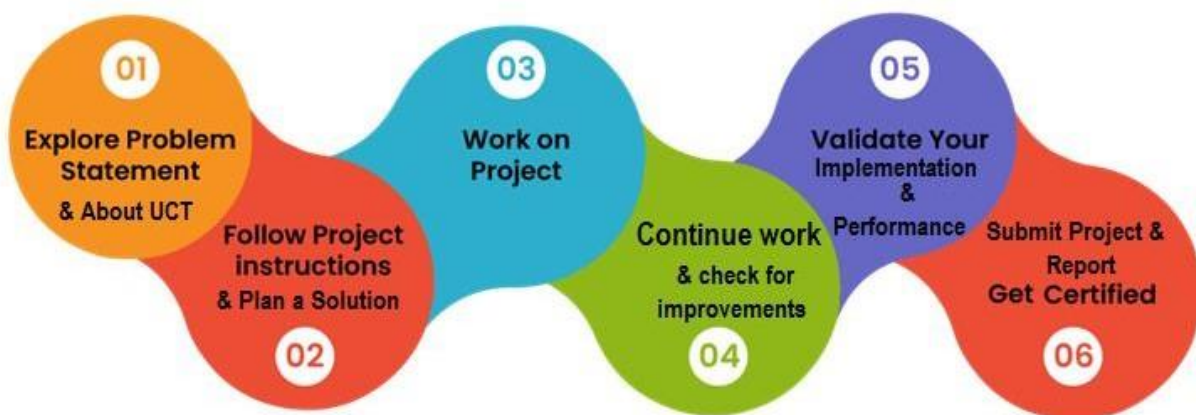 01
Explore Problem
Statement
& About UCT
Follow Project
instructions
& Plan a Solution
02
03
Work on
Project
Continue work
& check for
improvements
04
05
Validate Your
Implementation
&
Performance
Submit Project &
Report
Get Certified
06